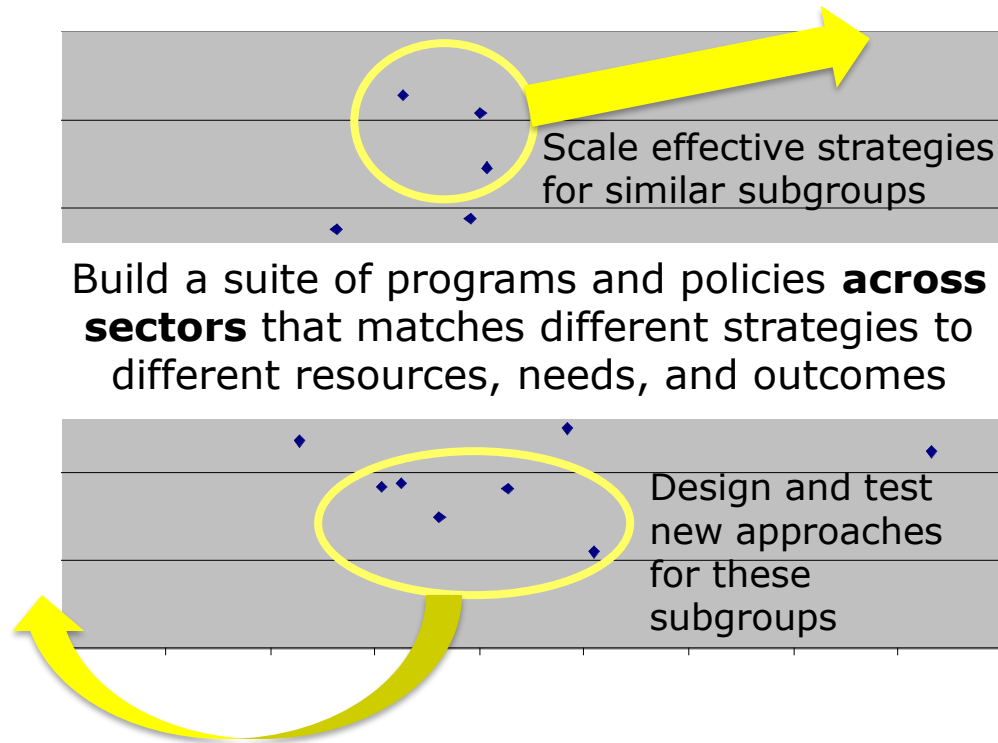 Scale effective strategies
for similar subgroups
Build a suite of programs and policies across
sectors that matches different strategies to
different resources, needs, and outcomes
Design and test
new approaches
for these
subgroups